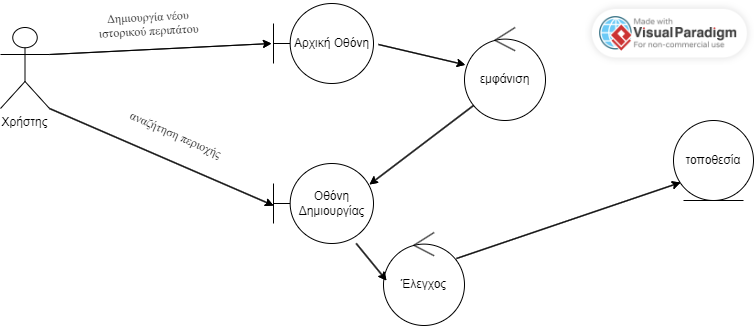 Δημιουργία νέου
ιστορικού περιπάτου
Made with
Visual Paradigm
For non-commercial use
Αρχική Οθόνη
εμφάνιση
Χρήστης
αναζήτηση περιοχής
τοποθεσία
Οθόνη
Δημιουργίας
Έλεγχος